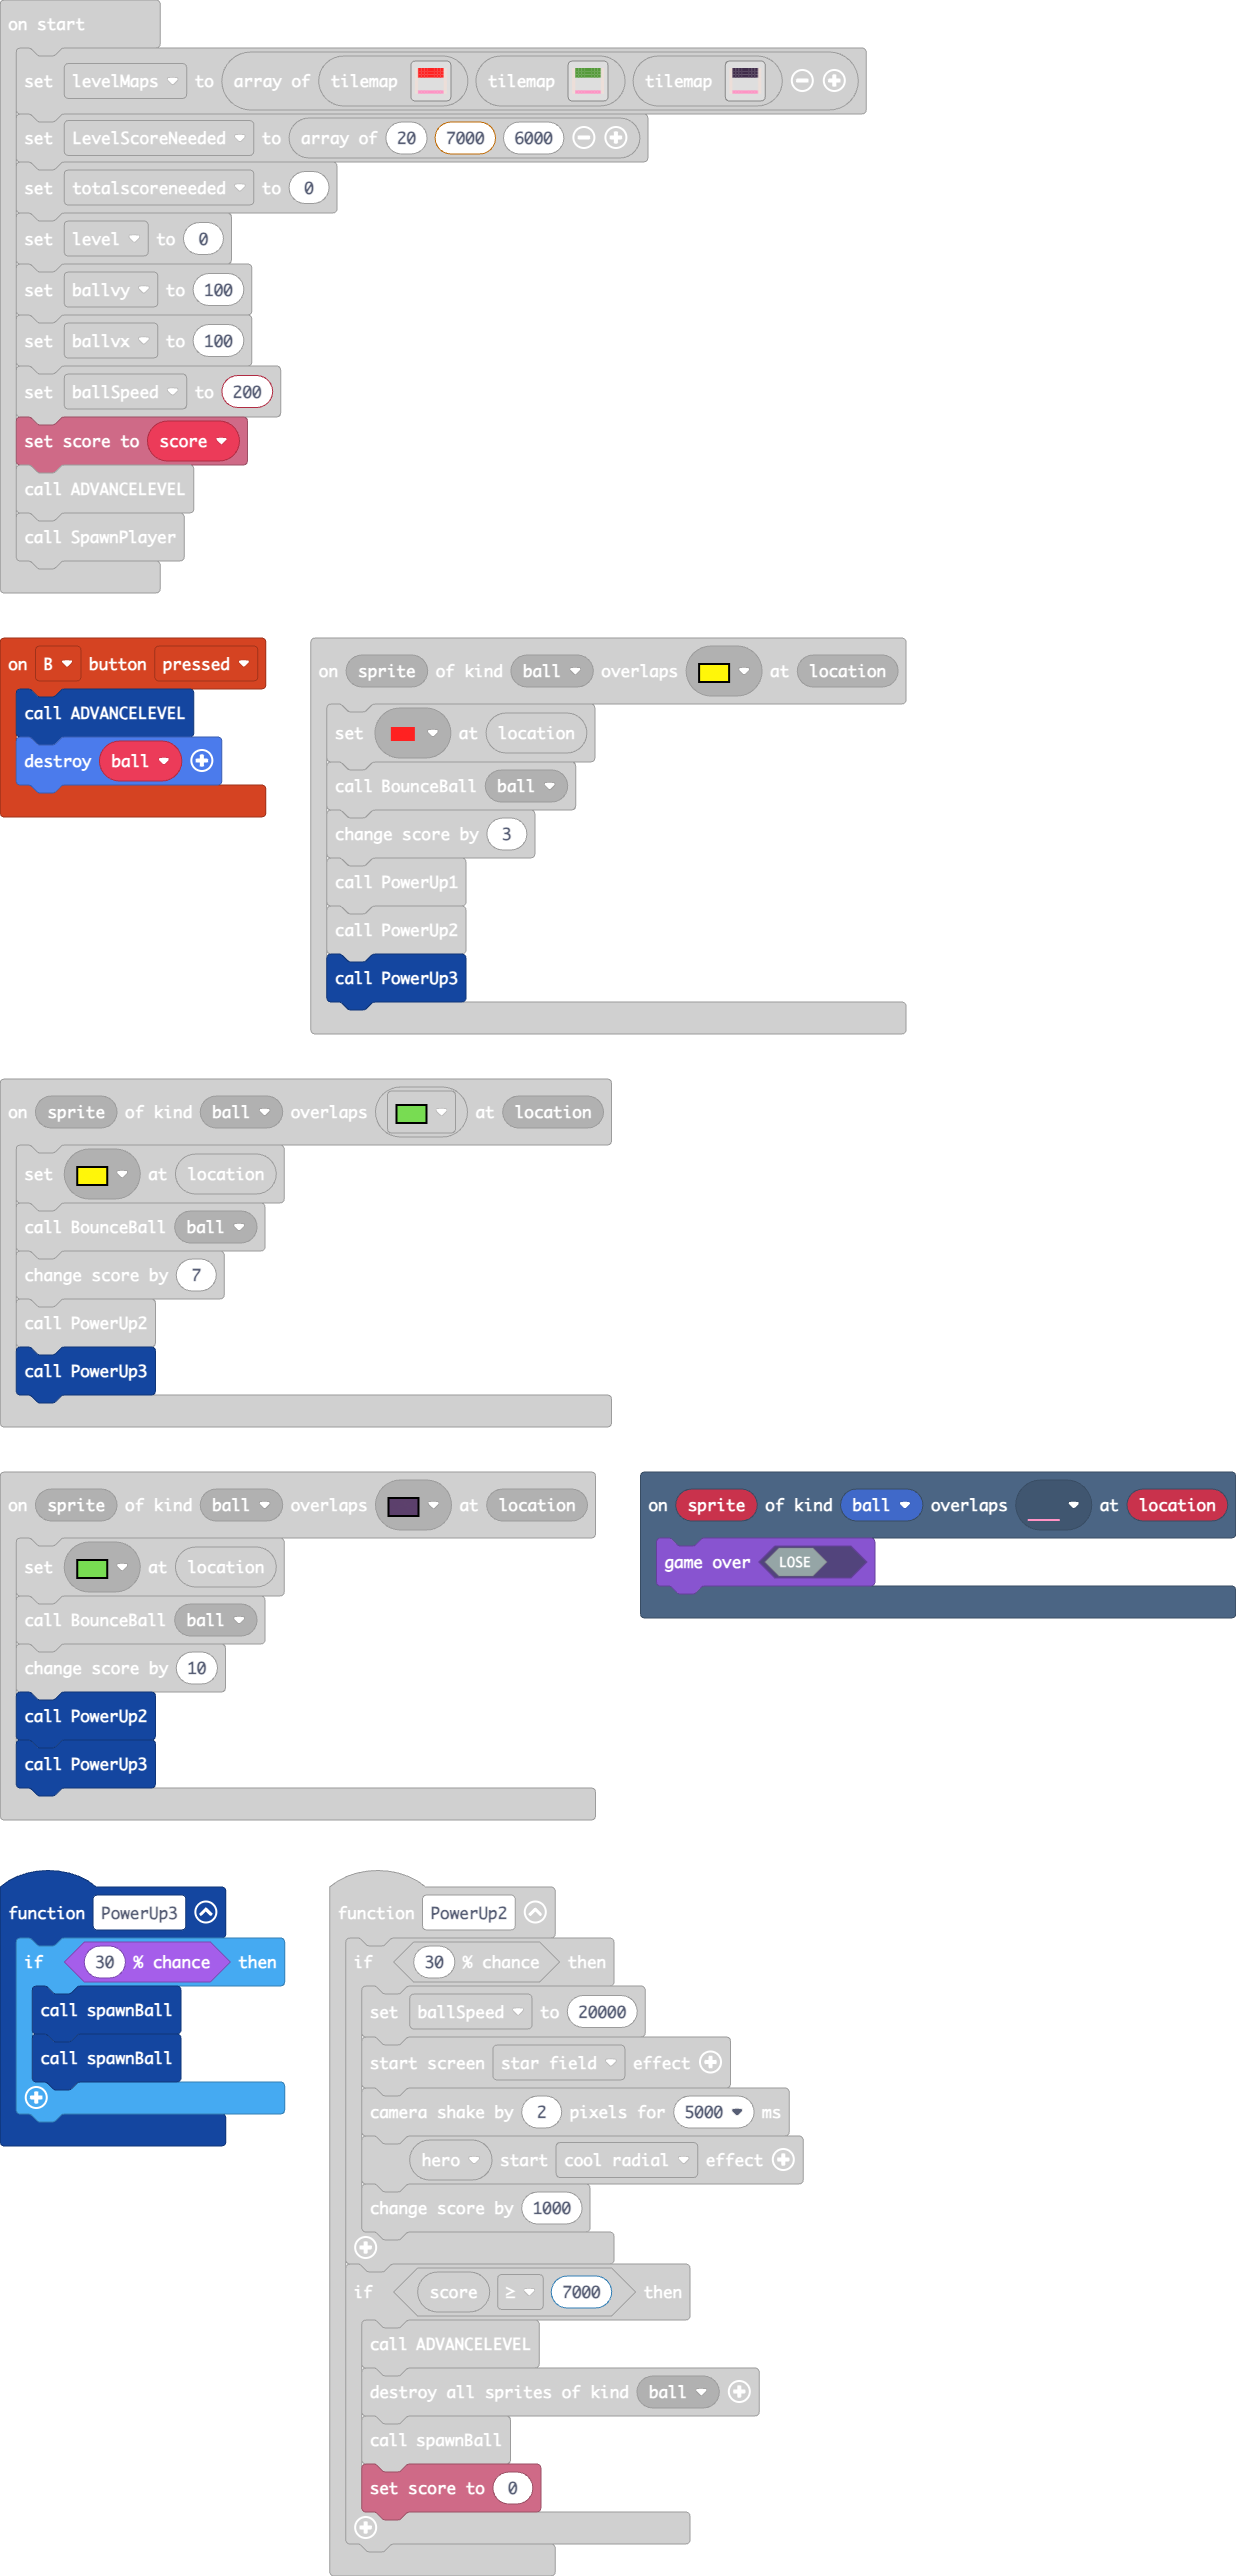 on start
set levelMaps to array of tilemap tilemap tilemap
set LevelScoreNeeded to array of 20 7000 6000
set totalscoreneeded to 0
set level to 0
set ballvy to 100
set ballvx to 100
set ballSpeed to 200
set score to score
call ADVANCELEVEL
call SpawnPlayer
on B button pressed
call ADVANCELEVEL
destroy ball
on sprite of kind ball overlaps at location
set at location
call BounceBall ball
change score by 3
call PowerUp1
call PowerUp2
call PowerUp3
on sprite of kind ball overlaps at location
set at location
call BounceBall ball
change score by 7
call PowerUp2
call PowerUp3
on sprite of kind ball overlaps at location
set at location
call BounceBall ball
change score by 10
call PowerUp2
call PowerUp3
on sprite of kind ball overlaps at location
game over LOSE
function PowerUp3
if 30 % chance then
call spawnBall
call spawnBall
function PowerUp2
if 30 % chance then
set ballSpeed to 20000
start screen star field effect
camera shake by 2 pixels for 5000 ms
hero start cool radial effect
change score by 1000
if score ≥ 7000 then
call ADVANCELEVEL
destroy all sprites of kind ball
call spawnBall
set score to 0